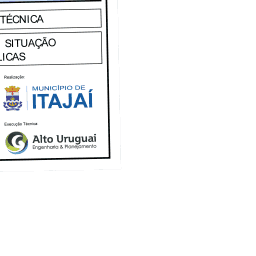 TÉCNICA
SITUAÇÃO
LICAS
Realização:
MUNICÍPIO DE
ITAJAÍ
Execução Técnica:
Alto Uruguai
Engenharia & Planejamento